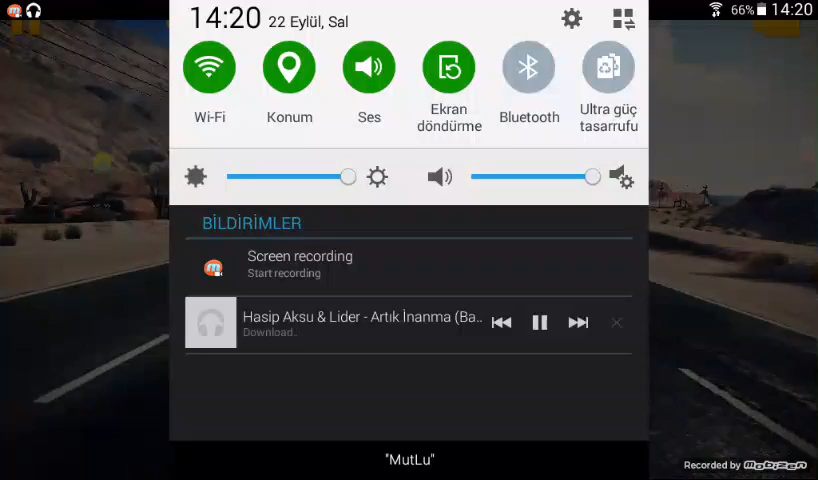 14:20 22 Eylül, Sal
66% 14:20
Wi-Fi
Konum
Ses
Ekran
döndürme
Bluetooth
Ultra güç
tasarrufu
BİLDİRİMLER
Screen recording
Start recording
Hasip Aksu & Lider - Artık İnanma (Ba..
Download..
"MutLu"
Recorded by mobizen